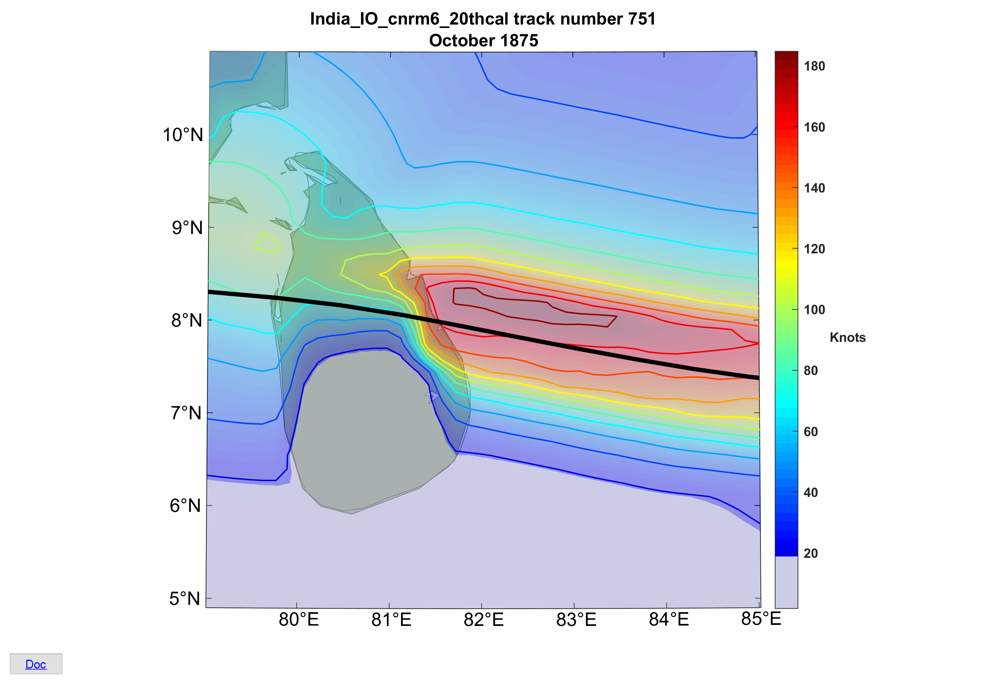 India_IO_cnrm6_20thcal track number 751
October 1875
10°N
9°N
8°N
7°N
6°N
5°N
80°E
81°E
82°E
83°E
84°E
85°E
180
160
140
120
100
80
60
40
20
Knots
Doc